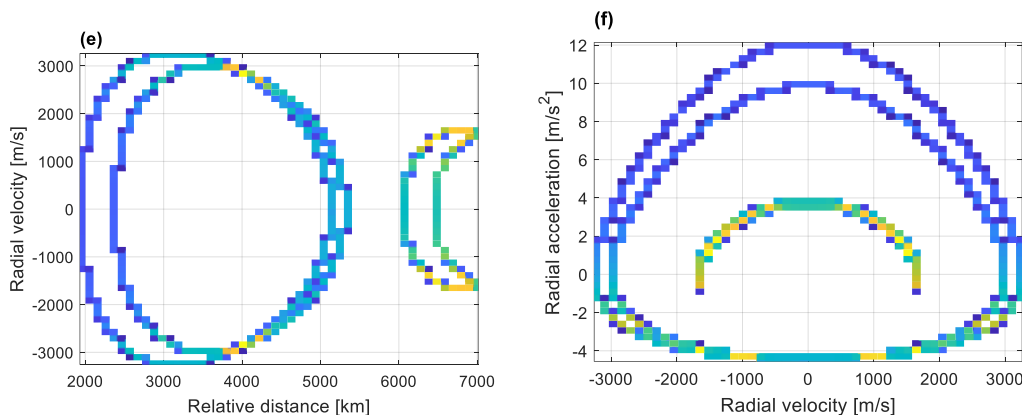 (e)
3000
2000
1000
0
-1000
-2000
-3000
Radial velocity [m/s]
2000 3000 4000 5000 6000 7000
Relative distance [km]
(f)
12
10
8
6
4
2
0
-2
-4
Radial acceleration [m/s²]
-3000 -2000 -1000 0 1000 2000 3000
Radial velocity [m/s]